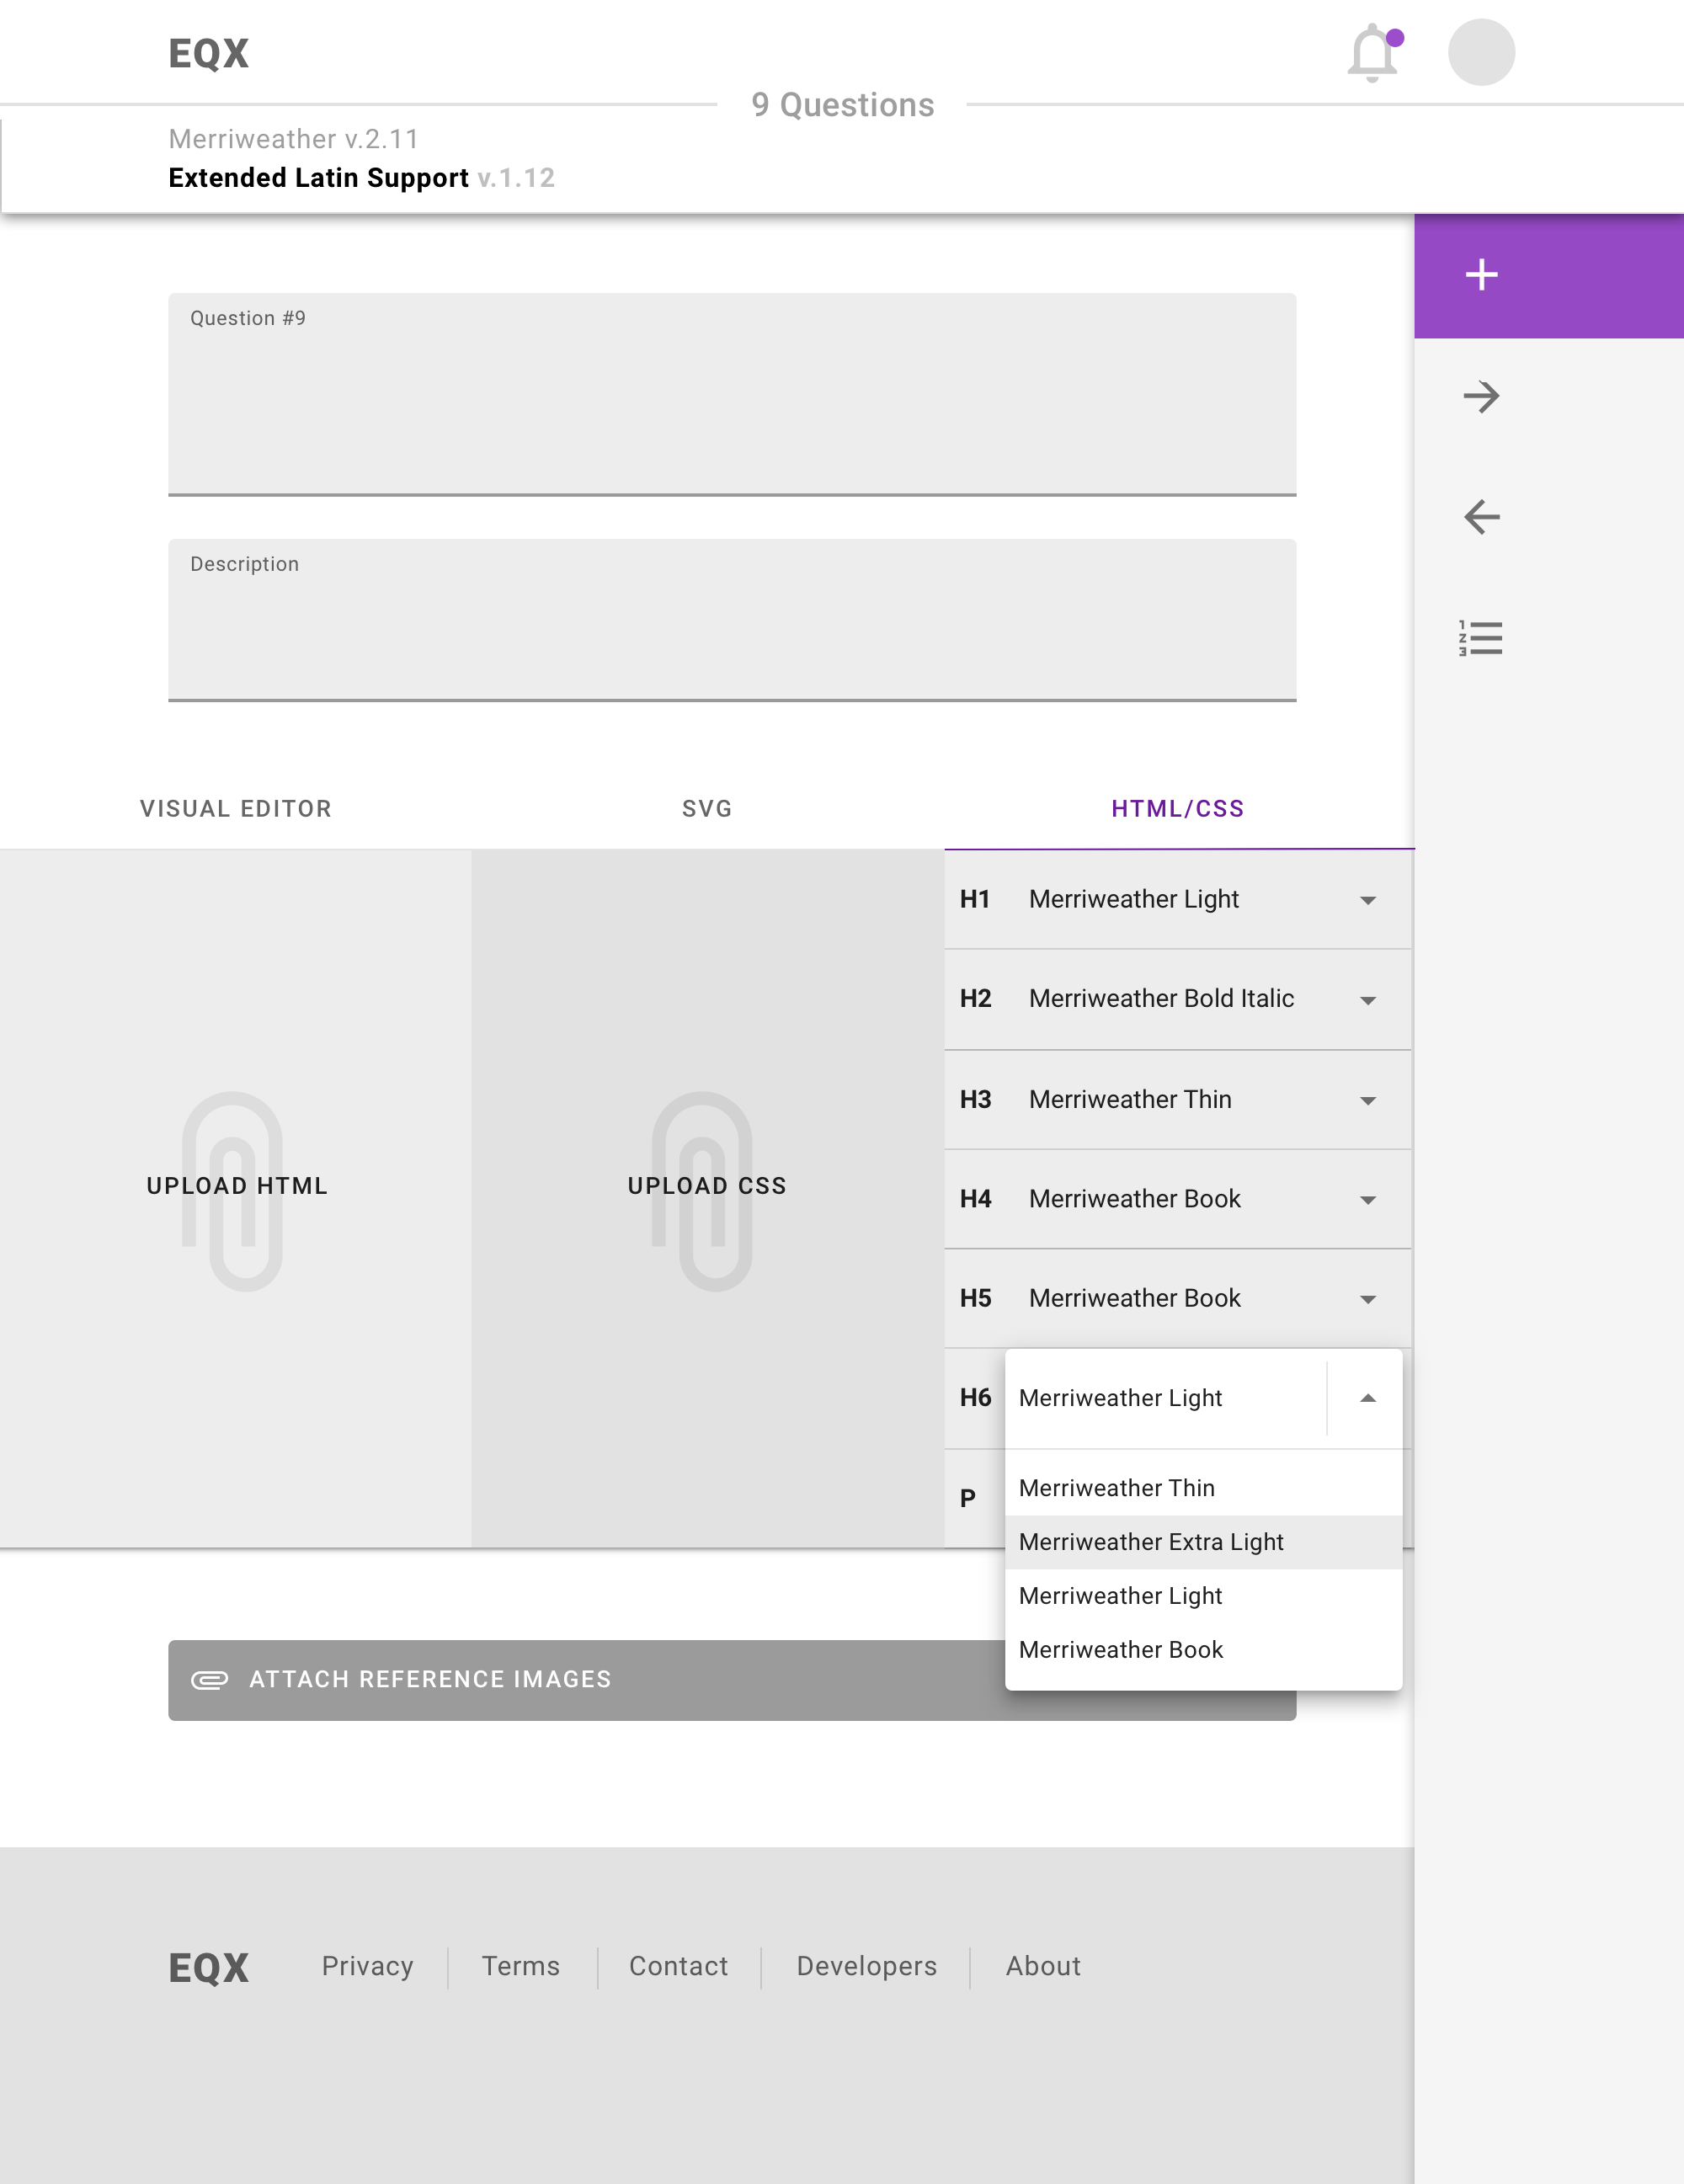 EQX
9 Questions
Merriweather v.2.11
Extended Latin Support v.1.12
Question #9
Description
VISUAL EDITOR
SVG
HTML/CSS
UPLOAD HTML
UPLOAD CSS
H1 Merriweather Light
H2 Merriweather Bold Italic
H3 Merriweather Thin
H4 Merriweather Book
H5 Merriweather Book
H6 Merriweather Light
P
Merriweather Thin
Merriweather Extra Light
Merriweather Light
Merriweather Book
ATTACH REFERENCE IMAGES
EQX Privacy Terms Contact Developers About